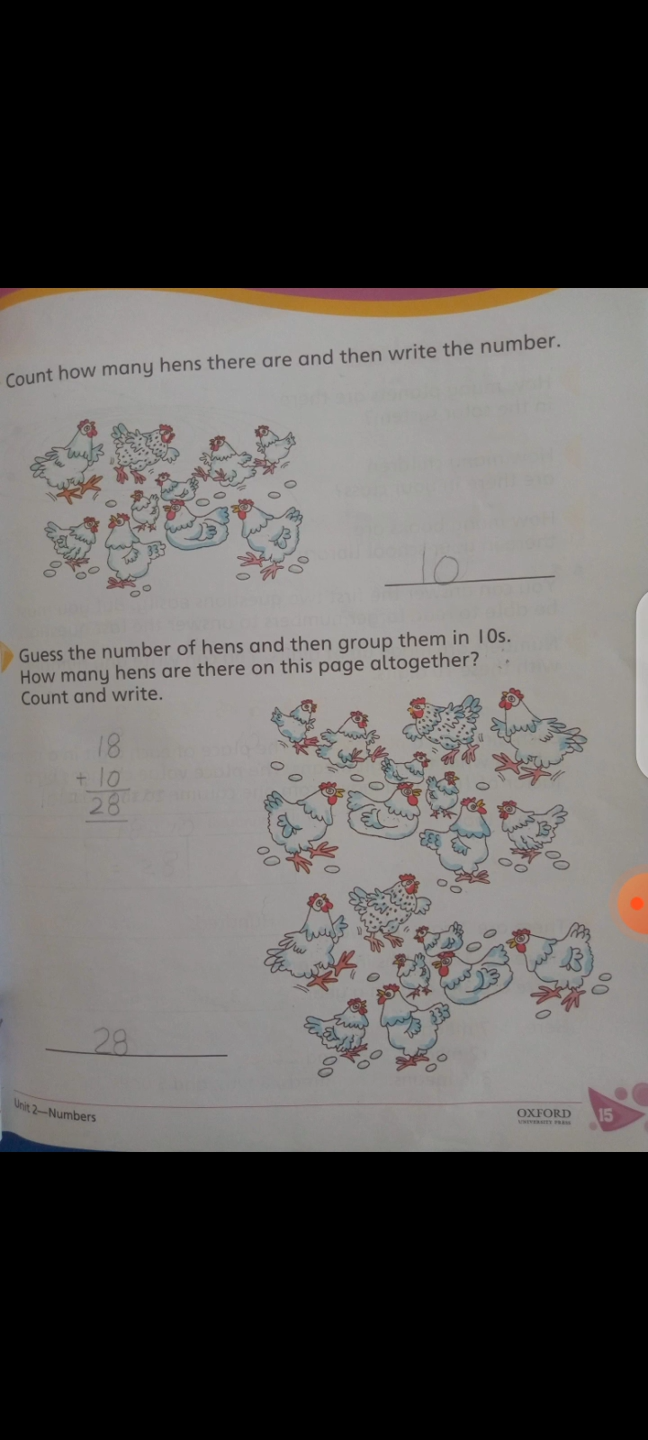 Count how many hens there are and then write the number.
10
Guess the number of hens and then group them in 10s.
How many hens are there on this page altogether?
Count and write.
18
+ 10
28
28
Unit 2—Numbers
OXFORD
UNIVERSITY PRESS
15